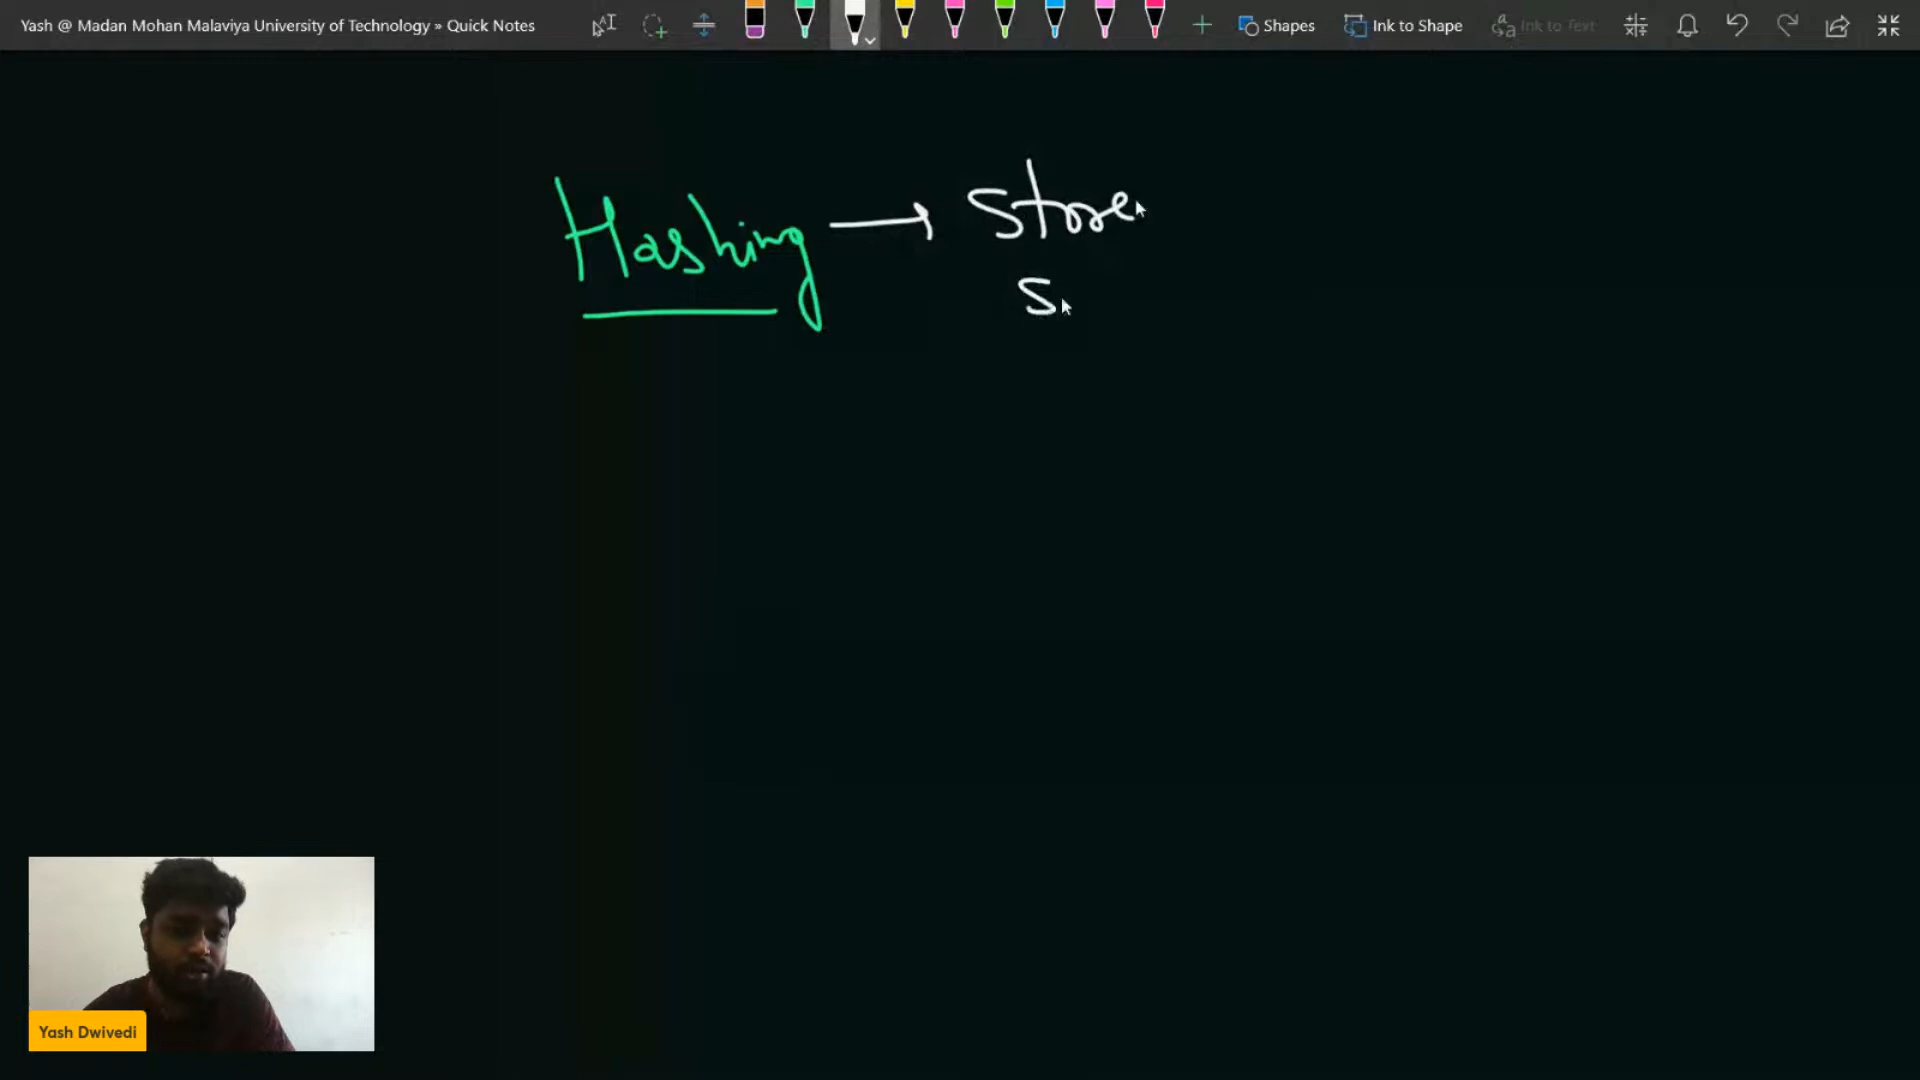 Yash @ Madan Mohan Malaviya University of Technology » Quick Notes
Shapes
Ink to Shape
Ink to Text
Hashing → Store
S
Yash Dwivedi